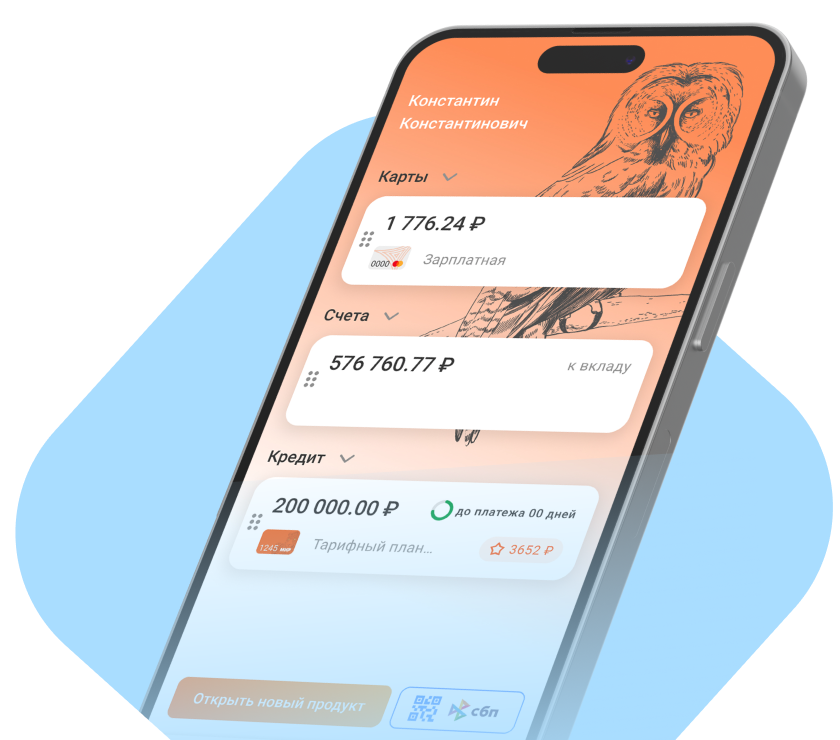 Константин
Константинович
Карты
1 776.24 ₽
0000
Зарплатная
Счета
576 760.77 ₽
к вкладу
Кредит
200 000.00 ₽
до платежа 00 дней
1245 МИР
Тарифный план...
3652 ₽
Открыть новый продукт
сбп